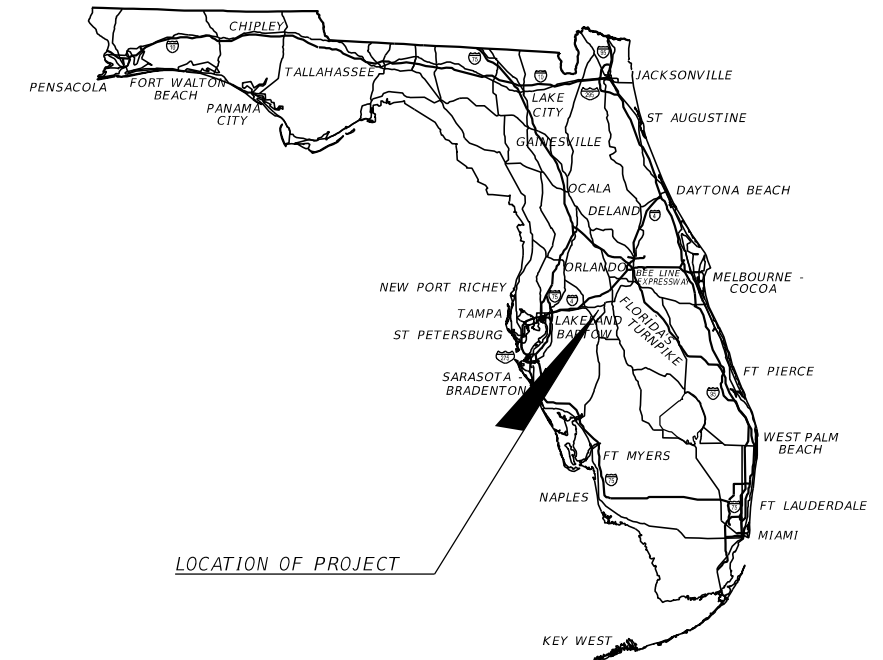 CHIPLEY
PENSACOLA
FORT WALTON
BEACH
PANAMA
CITY
TALLAHASSEE
JACKSONVILLE
LAKE
CITY
ST AUGUSTINE
GAINESVILLE
OCALA
DAYTONA BEACH
DELAND
ORLANDO
BEE LINE
EXPRESSWAY
MELBOURNE -
COCOA
NEW PORT RICHEY
TAMPA
ST PETERSBURG
LAKELAND
BARTOW
FLORIDA'S
TURNPIKE
SARASOTA -
BRADENTON
FT PIERCE
WEST PALM
BEACH
FT MYERS
NAPLES
FT LAUDERDALE
MIAMI
LOCATION OF PROJECT
KEY WEST